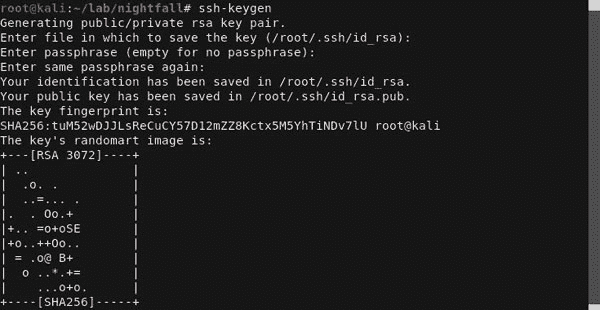 root@kali:~/lab/nightfall# ssh-keygen
Generating public/private rsa key pair.
Enter file in which to save the key (/root/.ssh/id_rsa):
Enter passphrase (empty for no passphrase):
Enter same passphrase again:
Your identification has been saved in /root/.ssh/id_rsa.
Your public key has been saved in /root/.ssh/id_rsa.pub.
The key fingerprint is:
SHA256:tuM52wDJJLsReCuCY57D12mZZ8Kctx5M5YhTiNDv7lU root@kali
The key's randomart image is:
+---[RSA 3072]----+
| ..              |
|  .o. .          |
|  ..=... .       |
|.  . Oo.+        |
|+.. =o+oSE       |
|+o..++Oo..       |
| = .o@ B+        |
|  o ..*.+=       |
|    ...o+o.      |
+----[SHA256]-----+